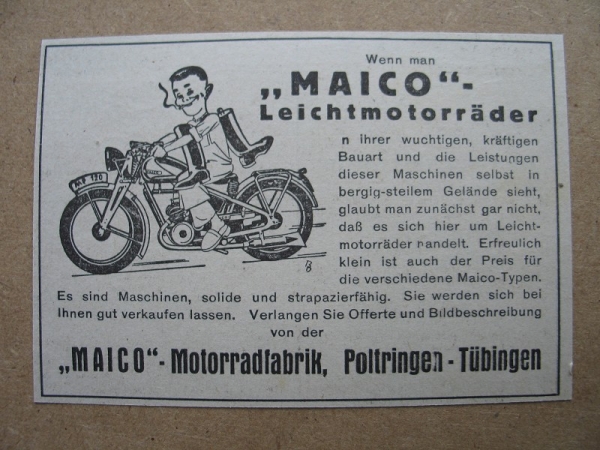 Wenn man
„MAICO“-
Leichtmotorräder
n ihrer wuchtigen, kräftigen
Bauart und die Leistungen
dieser Maschinen selbst in
bergig-steilem Gelände sieht,
glaubt man zunächst gar nicht,
daß es sich hier um Leicht-
motorräder handelt. Erfreulich
klein ist auch der Preis für
die verschiedene Maico-Typen.
Es sind Maschinen, solide und strapazierfähig. Sie werden sich bei
Ihnen gut verkaufen lassen. Verlangen Sie Offerte und Bildbeschreibung
von der
„MAICO“-Motorradfabrik, Poltringen-Tübingen